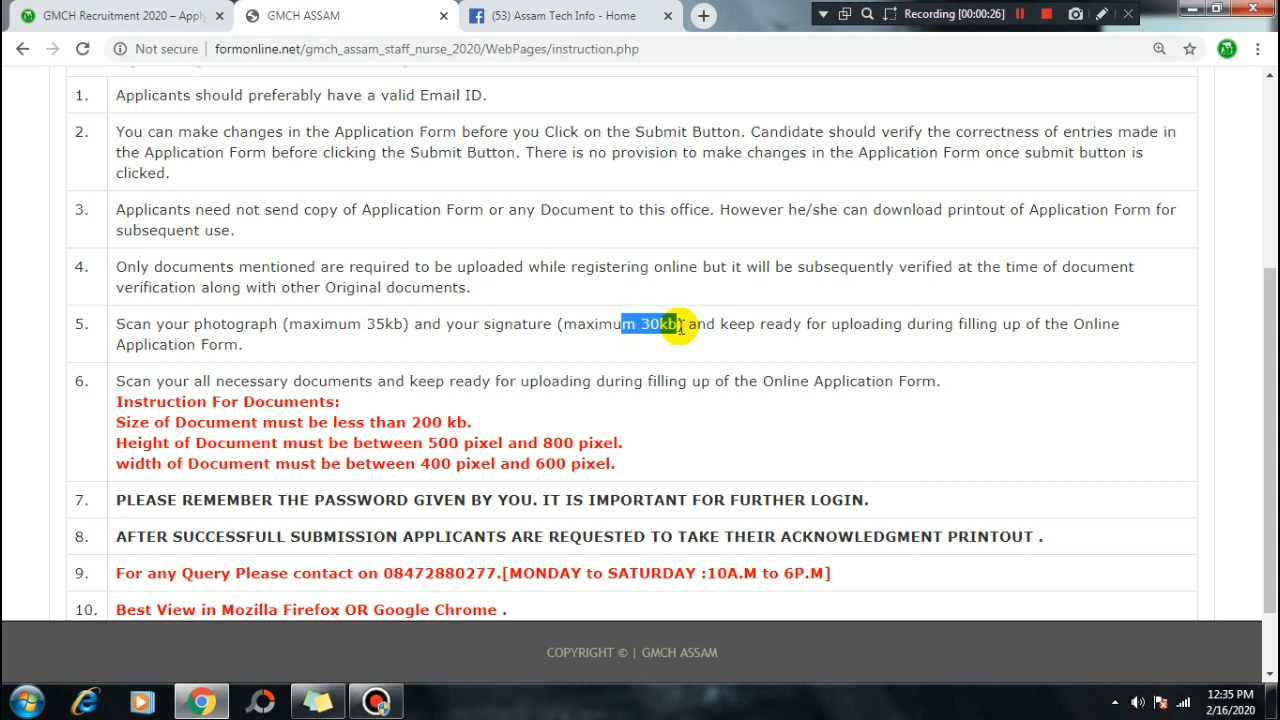 GMCH Recruitment 2020 – Apply
GMCH ASSAM
(53) Assam Tech Info - Home
Recording [00:00:26]
Not secure
formonline.net/gmch_assam_staff_nurse_2020/WebPages/instruction.php
1. Applicants should preferably have a valid Email ID.
2. You can make changes in the Application Form before you Click on the Submit Button. Candidate should verify the correctness of entries made in
the Application Form before clicking the Submit Button. There is no provision to make changes in the Application Form once submit button is
clicked.
3. Applicants need not send copy of Application Form or any Document to this office. However he/she can download printout of Application Form for
subsequent use.
4. Only documents mentioned are required to be uploaded while registering online but it will be subsequently verified at the time of document
verification along with other Original documents.
5. Scan your photograph (maximum 35kb) and your signature (maximum 30kb) and keep ready for uploading during filling up of the Online
Application Form.
6. Scan your all necessary documents and keep ready for uploading during filling up of the Online Application Form.
Instruction For Documents:
Size of Document must be less than 200 kb.
Height of Document must be between 500 pixel and 800 pixel.
width of Document must be between 400 pixel and 600 pixel.
7. PLEASE REMEMBER THE PASSWORD GIVEN BY YOU. IT IS IMPORTANT FOR FURTHER LOGIN.
8. AFTER SUCCESSFULL SUBMISSION APPLICANTS ARE REQUESTED TO TAKE THEIR ACKNOWLEDGMENT PRINTOUT .
9. For any Query Please contact on 08472880277.[MONDAY to SATURDAY :10A.M to 6P.M]
10. Best View in Mozilla Firefox OR Google Chrome .
COPYRIGHT © | GMCH ASSAM
12:35 PM
2/16/2020